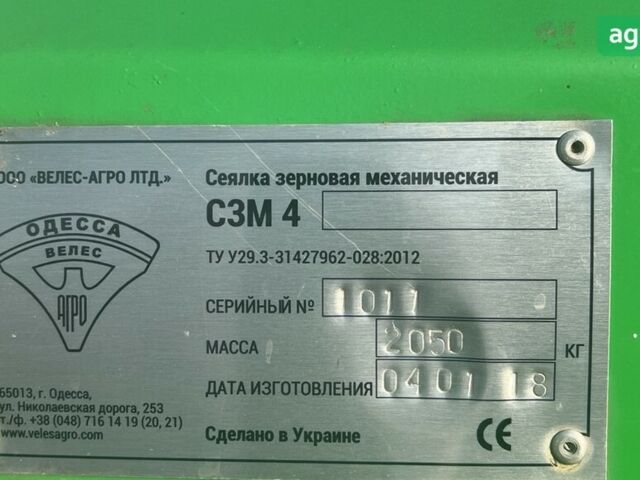 ag
ООО «ВЕЛЕС-АГРО ЛТД.»
ОДЕССА
ВЕЛЕС
АГРО
65013, г. Одесса,
ул. Николаевская дорога, 253
т./ф. +38 (048) 716 14 19 (20, 21)
www.velesagro.com
Сеялка зерновая механическая
СЗМ 4
ТУ У29.3-31427962-028:2012
СЕРИЙНЫЙ № 1011
МАССА 2050 КГ
ДАТА ИЗГОТОВЛЕНИЯ 04 01 18
Сделано в Украине CE